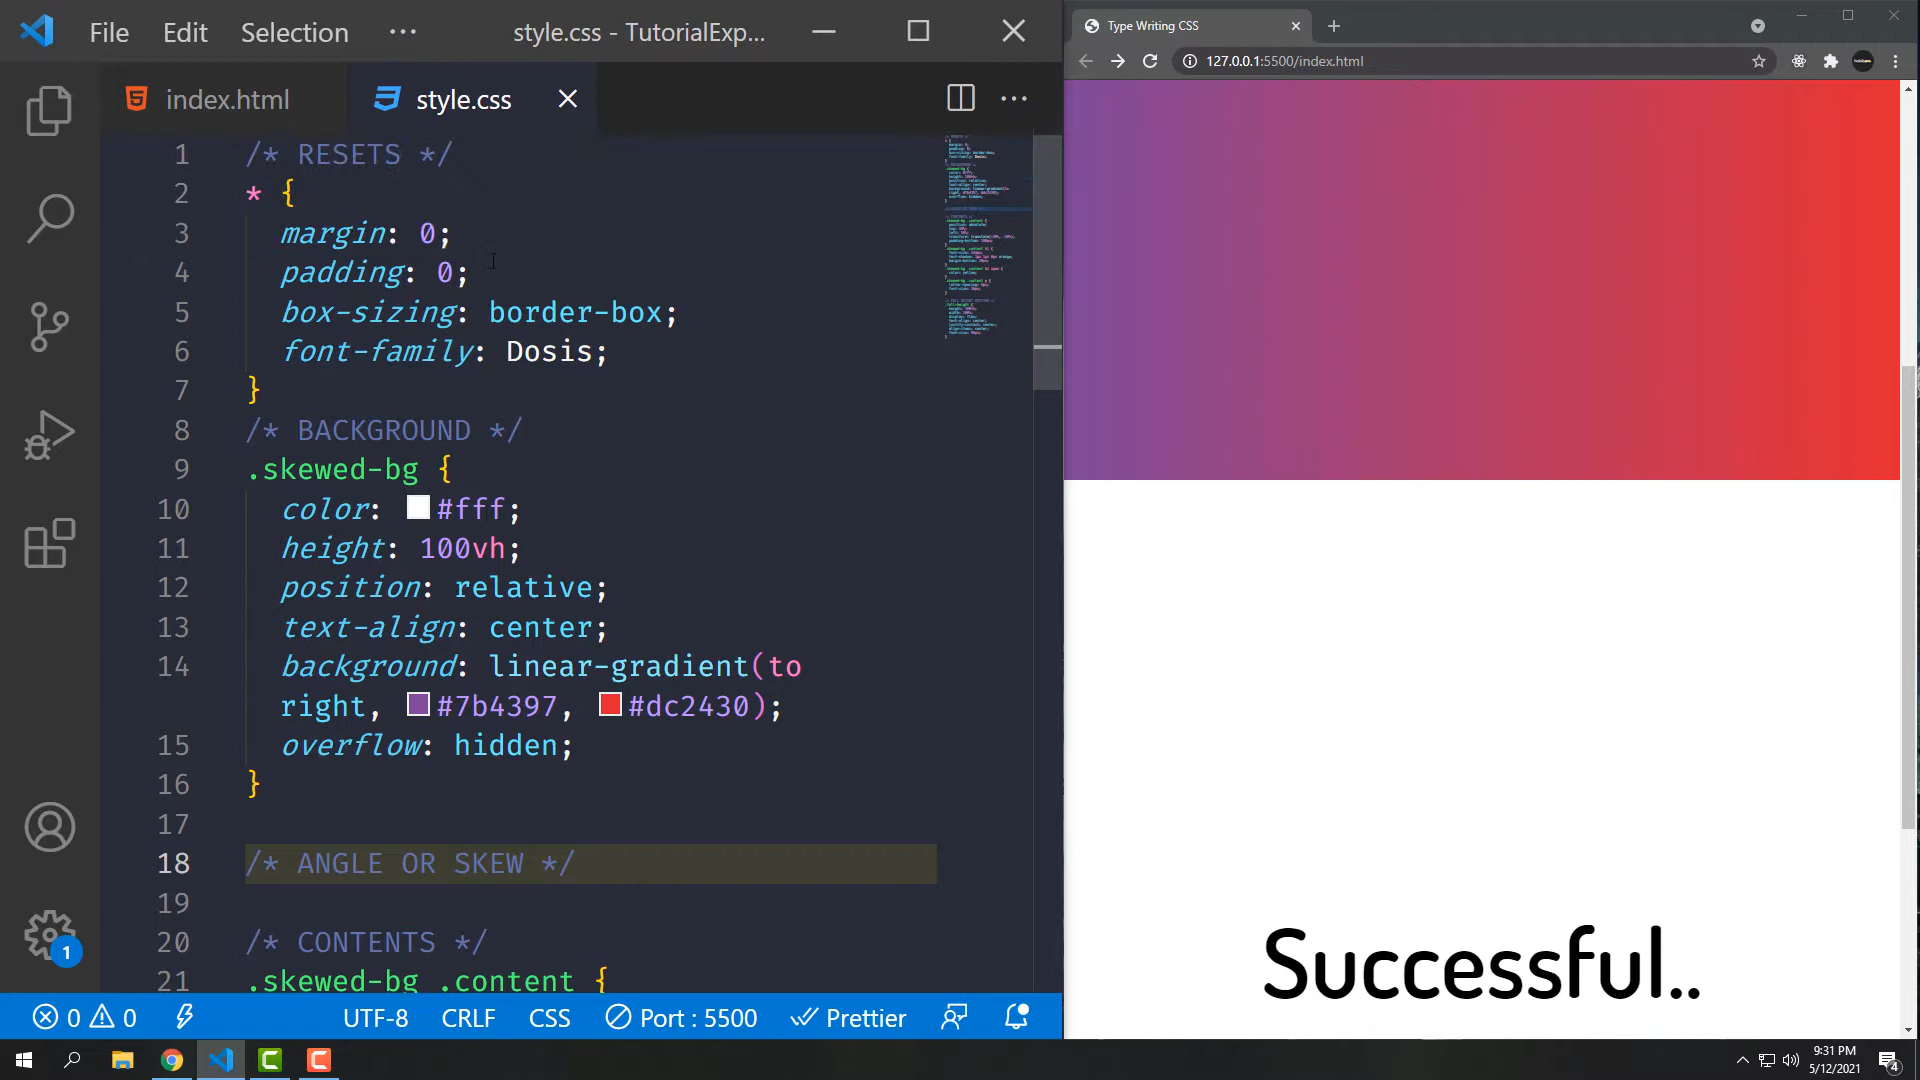 File Edit Selection ··· style.css - TutorialExp...
index.html style.css
1 /* RESETS */
2 * {
3 margin: 0;
4 padding: 0;
5 box-sizing: border-box;
6 font-family: Dosis;
7 }
8 /* BACKGROUND */
9 .skewed-bg {
10 color: #fff;
11 height: 100vh;
12 position: relative;
13 text-align: center;
14 background: linear-gradient(to
right, #7b4397, #dc2430);
15 overflow: hidden;
16 }
17
18 /* ANGLE OR SKEW */
19
20 /* CONTENTS */
21 .skewed-bg .content {
1
0 0 UTF-8 CRLF CSS Port : 5500 Prettier
Type Writing CSS
127.0.0.1:5500/index.html
Successful..
9:31 PM
5/12/2021
4